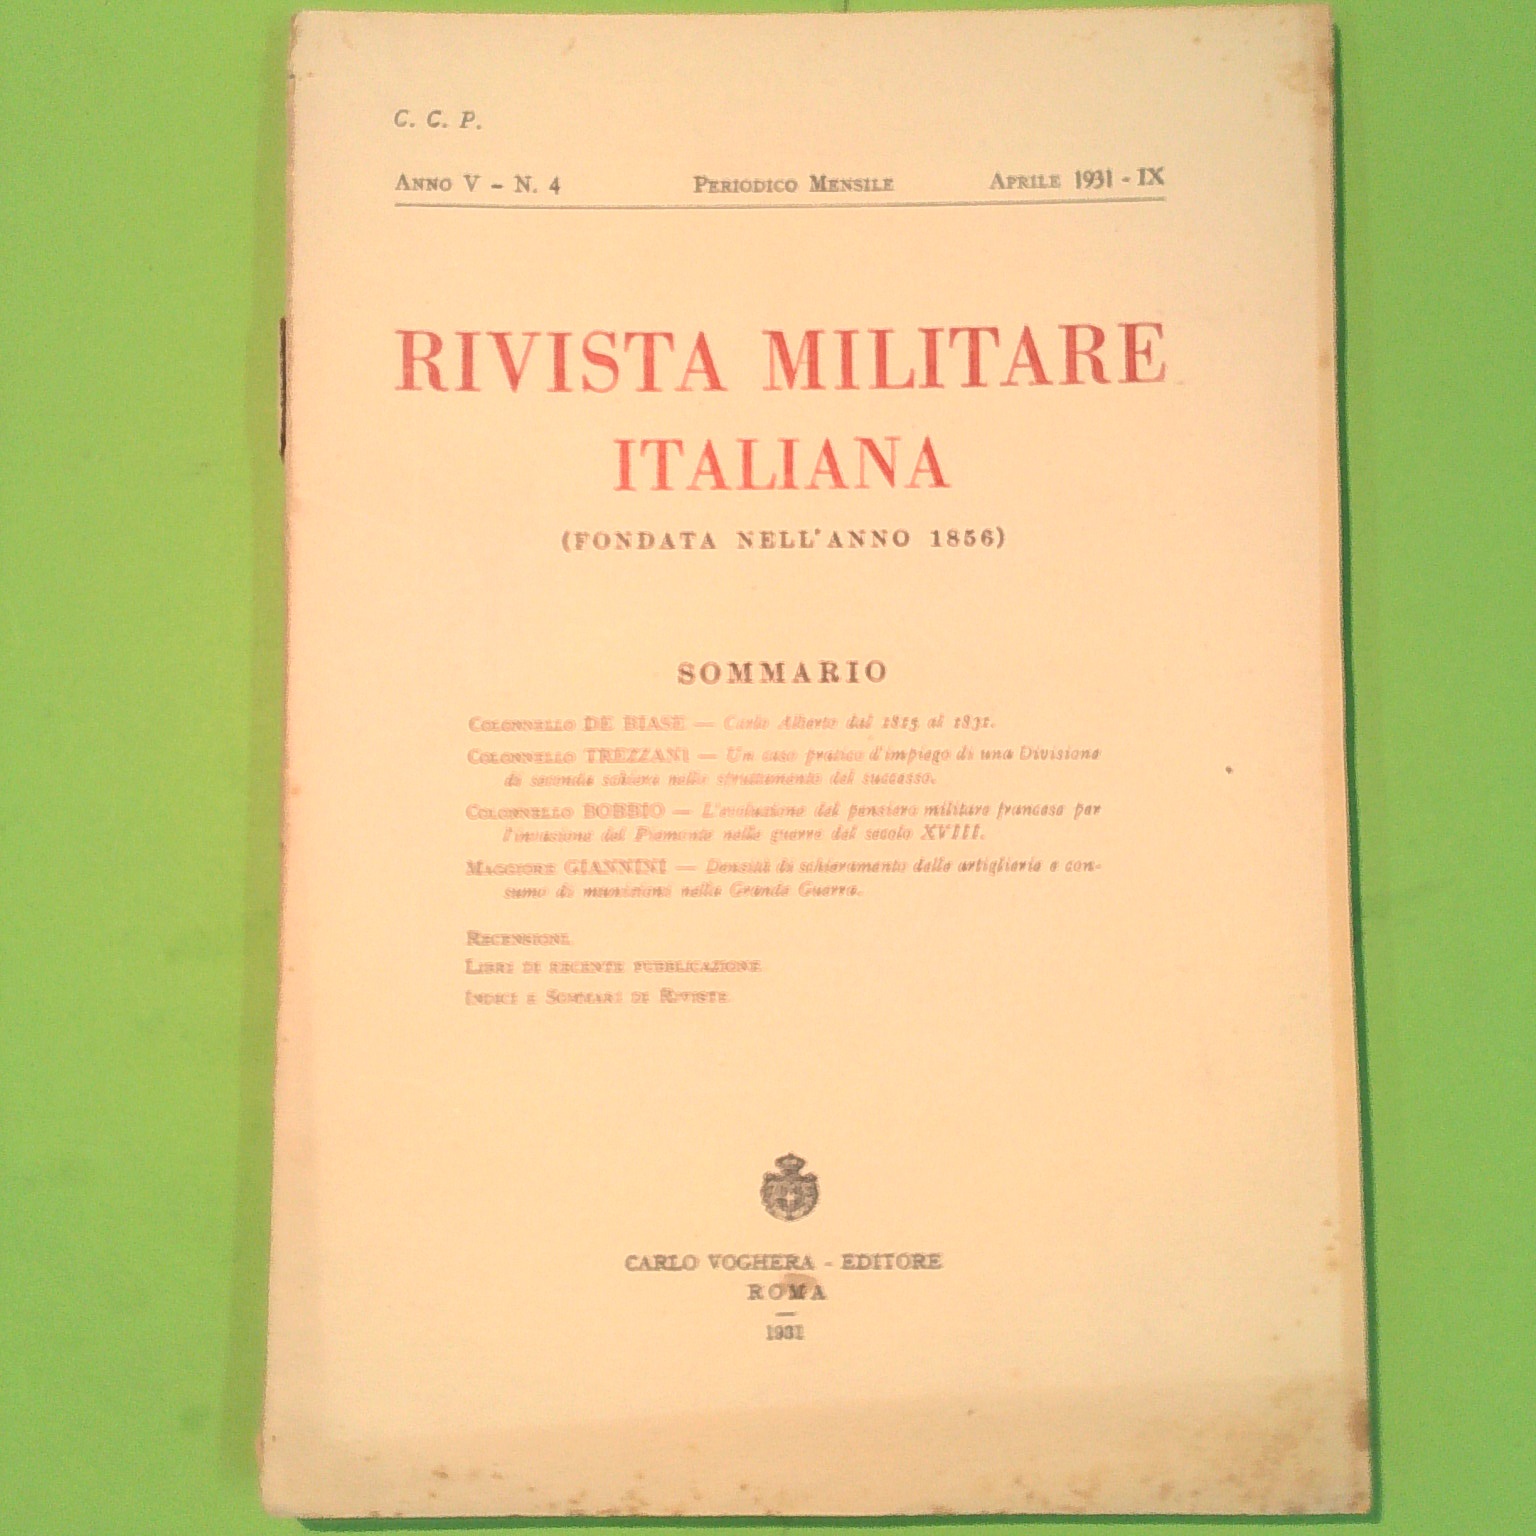 C. C. P.
Anno V - N. 4 Periodico Mensile Aprile 1931 - IX
RIVISTA MILITARE
ITALIANA
(FONDATA NELL'ANNO 1856)
SOMMARIO
Colonnello DE BIASE — Carlo Alberto dal 1815 al 1831.
Colonnello TREZZANI — Un caso pratico d'impiego di una Divisione
di seconda schiera nello sfruttamento del successo.
Colonnello BOBBIO — L'evoluzione del pensiero militare francese per
l'invasione del Piemonte nelle guerre del secolo XVIII.
Maggiore GIANNINI — Densità di schieramento delle artiglierie e con-
sumo di munizioni nella Grande Guerra.
Recensioni.
Libri di recente pubblicazione.
Indici e Sommari di Riviste.
CARLO VOGHERA - EDITORE
ROMA
1931